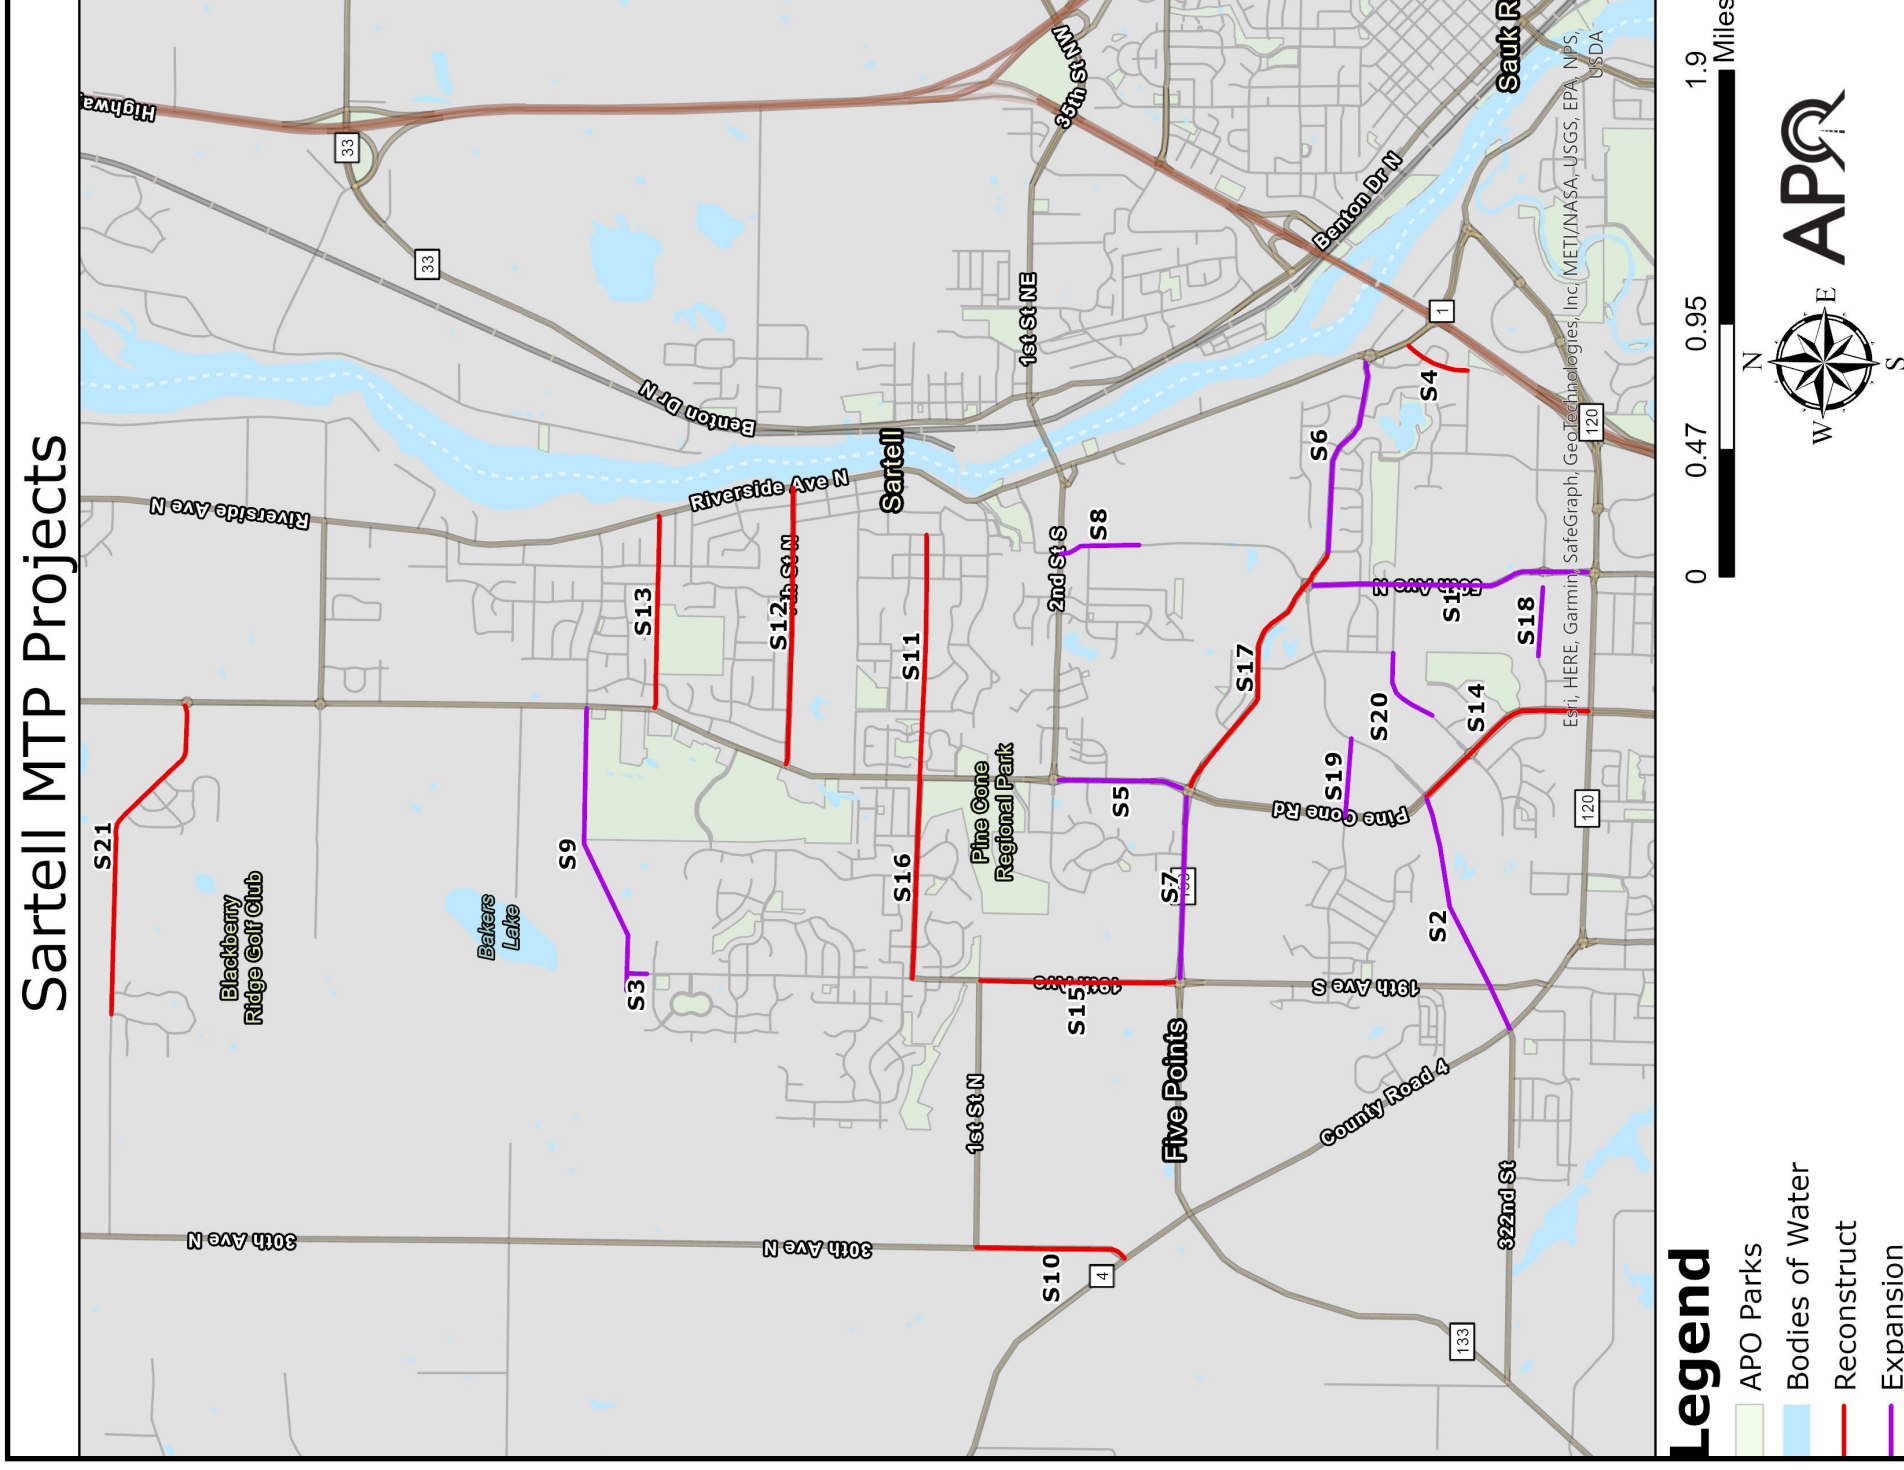 Sartell MTP Projects
Highwa
33
33
35th St NW
Sauk R
Benton Dr N
Benton Dr N
1st St NE
1
S4
120
S6
Riverside Ave N
Riverside Ave N
Sartell
2nd St S
S8
S13
S12
S11
S17
S18
S20
S14
S19
Pine Cone Rd
120
S5
Pine Cone
Regional Park
S21
S9
S16
S7
S2
Blackberry
Ridge Golf Club
Bakers
Lake
S3
S15
19th Ave S
Five Points
1st St N
County Road 4
322nd St
30th Ave N
30th Ave N
S10
4
133
Esri, HERE, Garmin, SafeGraph, GeoTechnologies, Inc, METI/NASA, USGS, EPA, NPS,
USDA
Legend
APO Parks
Bodies of Water
Reconstruct
Expansion
0 0.47 0.95 1.9
Miles
N
W
E
S
APO